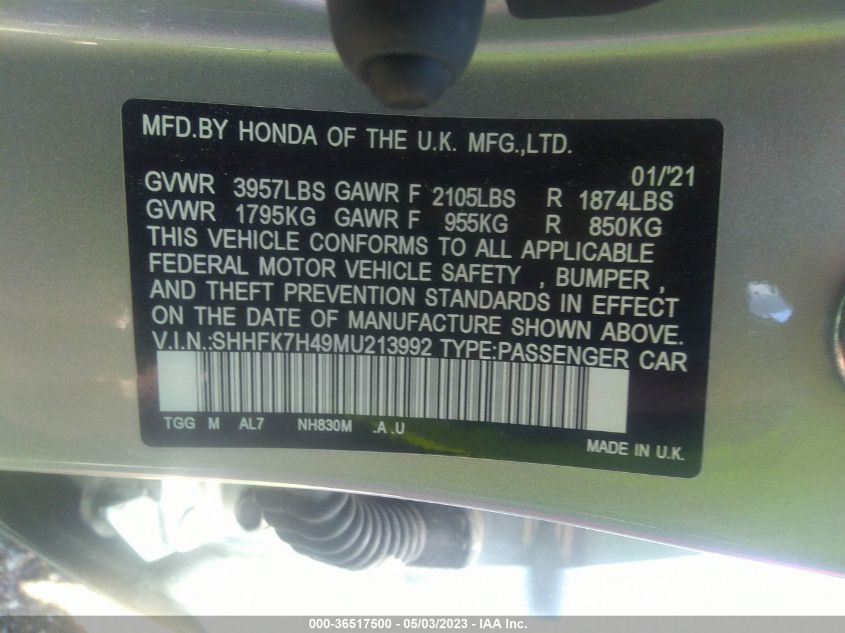 MFD.BY HONDA OF THE U.K. MFG.,LTD.
01/'21
GVWR 3957LBS GAWR F 2105LBS R 1874LBS
GVWR 1795KG GAWR F 955KG R 850KG
THIS VEHICLE CONFORMS TO ALL APPLICABLE
FEDERAL MOTOR VEHICLE SAFETY , BUMPER ,
AND THEFT PREVENTION STANDARDS IN EFFECT
ON THE DATE OF MANUFACTURE SHOWN ABOVE.
V.I.N.:SHHFK7H49MU213992 TYPE:PASSENGER CAR
TGG M AL7 NH830M .A .U
MADE IN U.K.
000-36517500 - 05/03/2023 - IAA Inc.